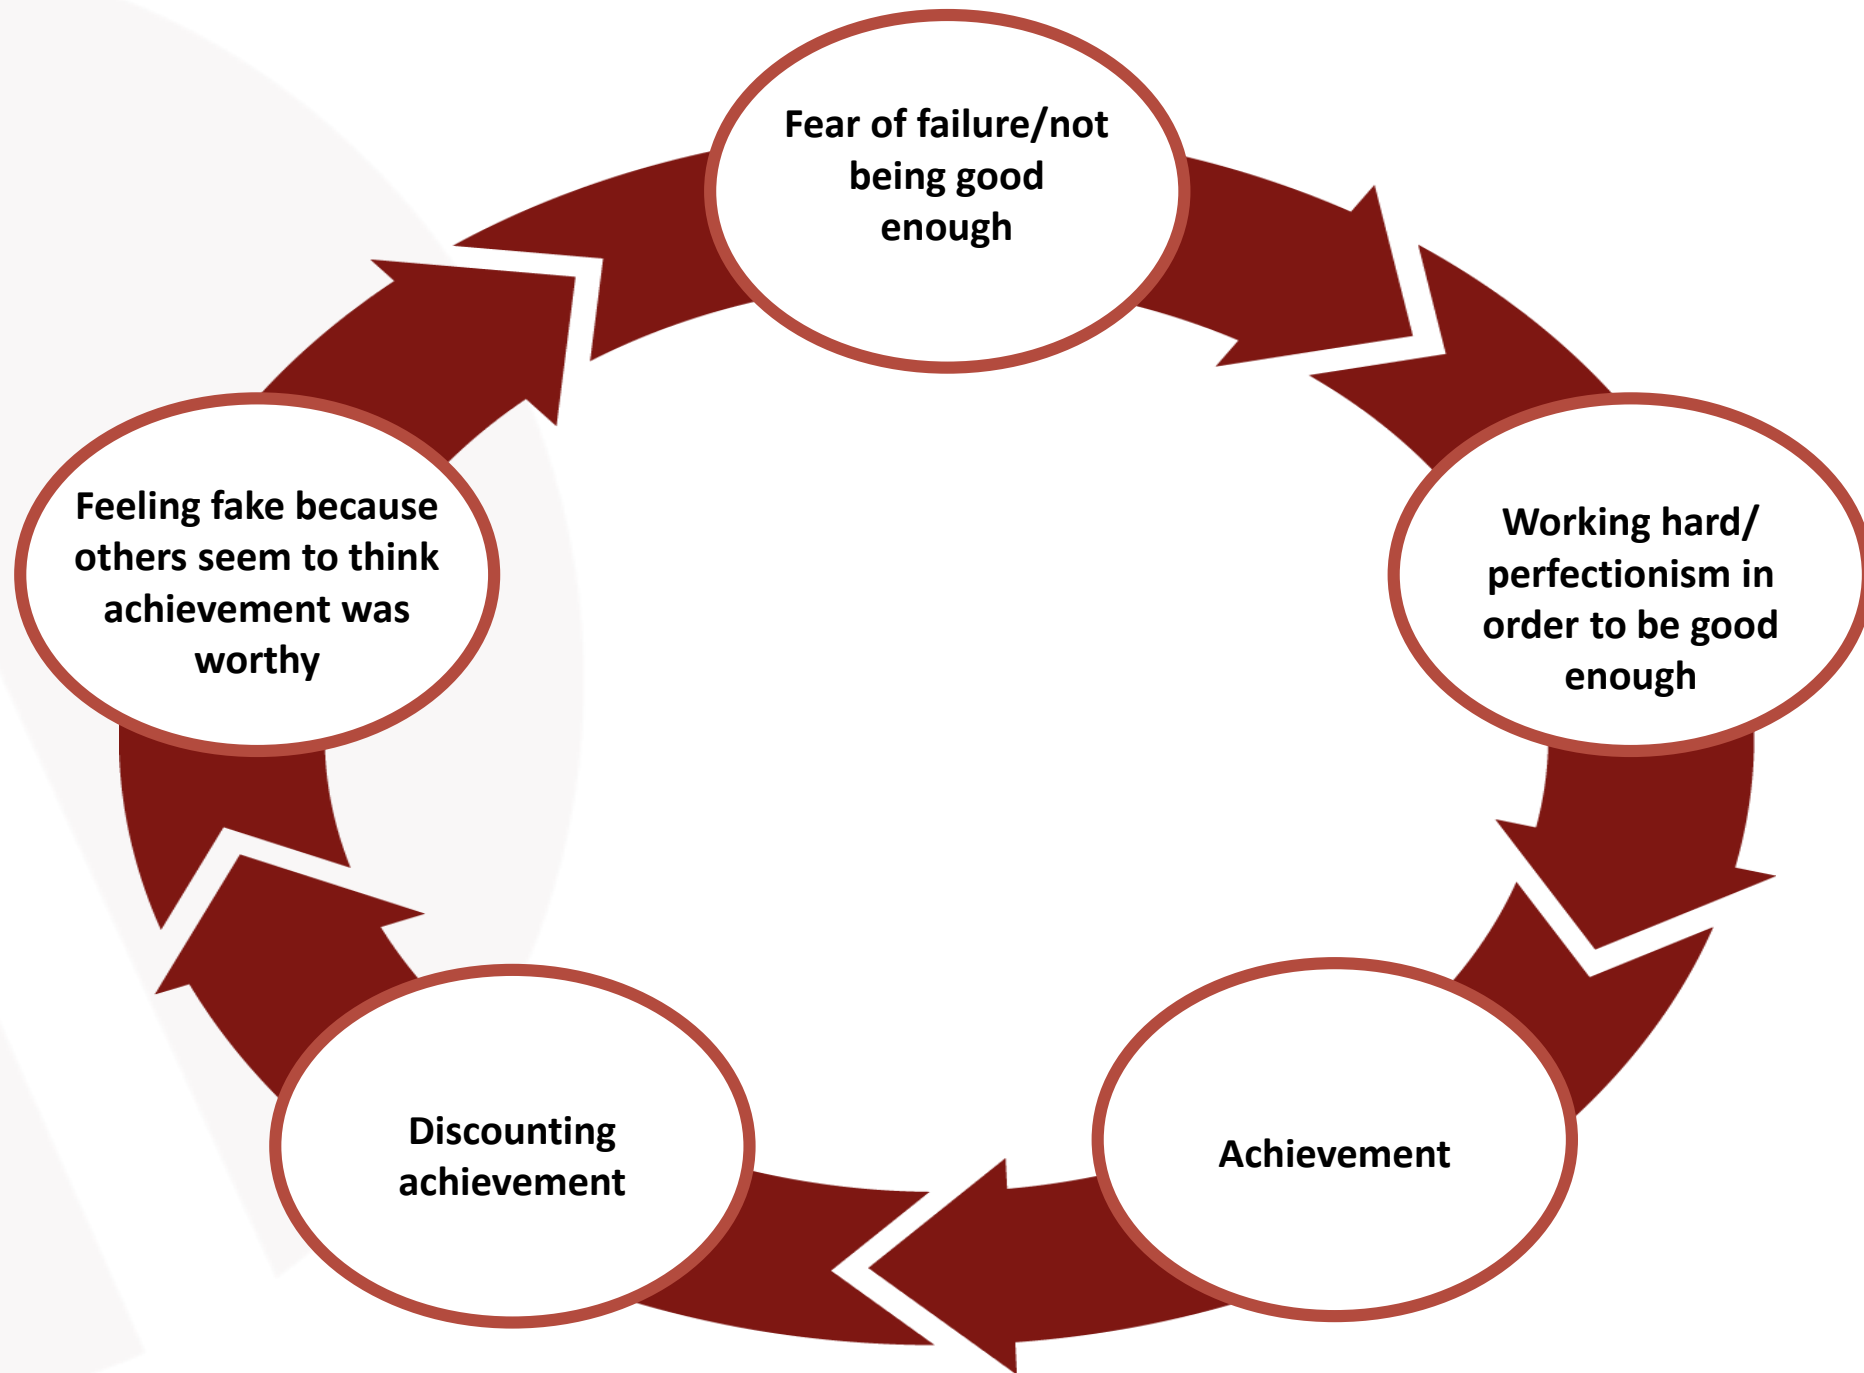 Fear of failure/not
being good
enough
Working hard/
perfectionism in
order to be good
enough
Achievement
Discounting
achievement
Feeling fake because
others seem to think
achievement was
worthy